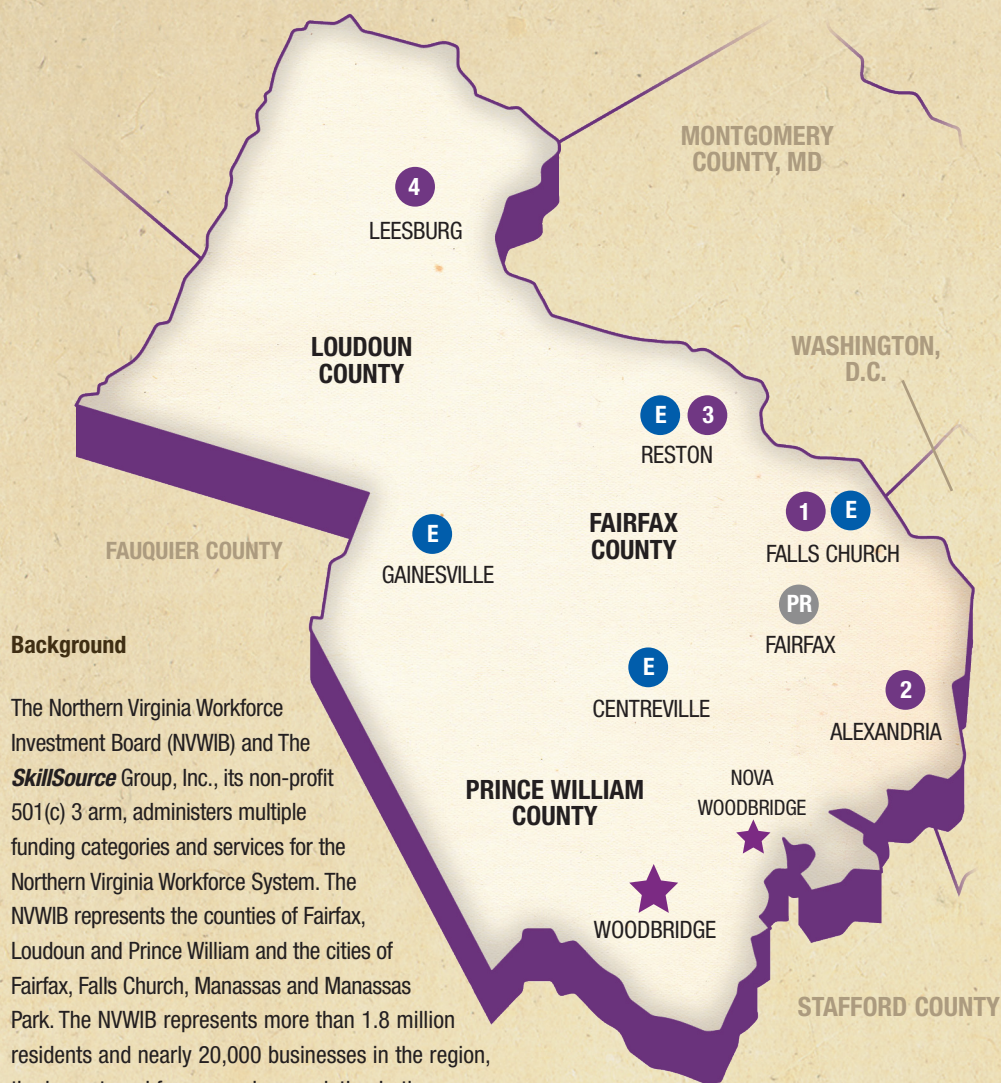 MONTGOMERY
COUNTY, MD
4
LEESBURG
LOUDOUN
COUNTY
WASHINGTON,
D.C.
E 3
RESTON
1 E
FALLS CHURCH
FAIRFAX
COUNTY
E
GAINESVILLE
FAUQUIER COUNTY
PR
FAIRFAX
E
CENTREVILLE
2
ALEXANDRIA
PRINCE WILLIAM
COUNTY
NOVA
WOODBRIDGE
WOODBRIDGE
STAFFORD COUNTY
Background
The Northern Virginia Workforce
Investment Board (NVWIB) and The
SkillSource Group, Inc., its non-profit
501(c) 3 arm, administers multiple
funding categories and services for the
Northern Virginia Workforce System. The
NVWIB represents the counties of Fairfax,
Loudoun and Prince William and the cities of
Fairfax, Falls Church, Manassas and Manassas
Park. The NVWIB represents more than 1.8 million
residents and nearly 20,000 businesses in the region,